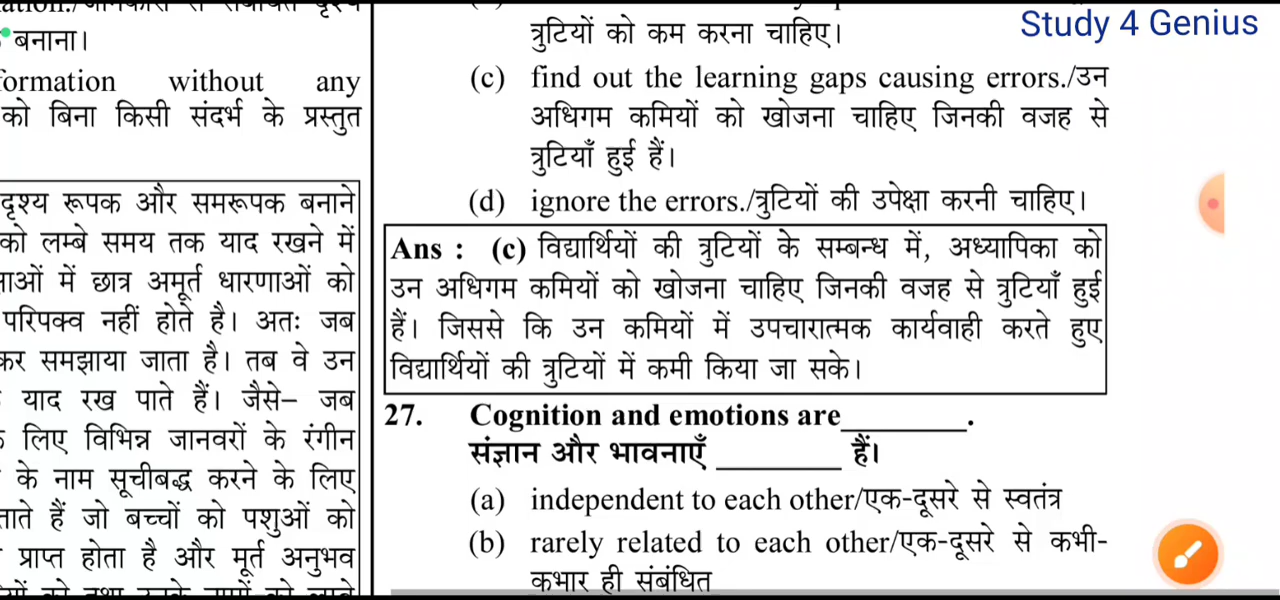 बनाना।
formation without any
को बिना किसी संदर्भ के प्रस्तुत
दृश्य रूपक और समरूपक बनाने
को लम्बे समय तक याद रखने में
छात्र अमूर्त धारणाओं को
परिपक्व नहीं होते है। अतः जब
कर समझाया जाता है। तब वे उन
याद रख पाते हैं। जैसे– जब
लिए विभिन्न जानवरों के रंगीन
के नाम सूचीबद्ध करने के लिए
हैं जो बच्चों को पशुओं को
प्राप्त होता है और मूर्त अनुभव
Study 4 Genius
त्रुटियों को कम करना चाहिए।
(c) find out the learning gaps causing errors./उन
अधिगम कमियों को खोजना चाहिए जिनकी वजह से
त्रुटियाँ हुई हैं।
(d) ignore the errors./त्रुटियों की उपेक्षा करनी चाहिए।
Ans : (c) विद्यार्थियों की त्रुटियों के सम्बन्ध में, अध्यापिका को
उन अधिगम कमियों को खोजना चाहिए जिनकी वजह से त्रुटियाँ हुई
हैं। जिससे कि उन कमियों में उपचारात्मक कार्यवाही करते हुए
विद्यार्थियों की त्रुटियों में कमी किया जा सके।
27. Cognition and emotions are________.
संज्ञान और भावनाएँ ________ हैं।
(a) independent to each other/एक-दूसरे से स्वतंत्र
(b) rarely related to each other/एक-दूसरे से कभी-
कभार ही संबंधित